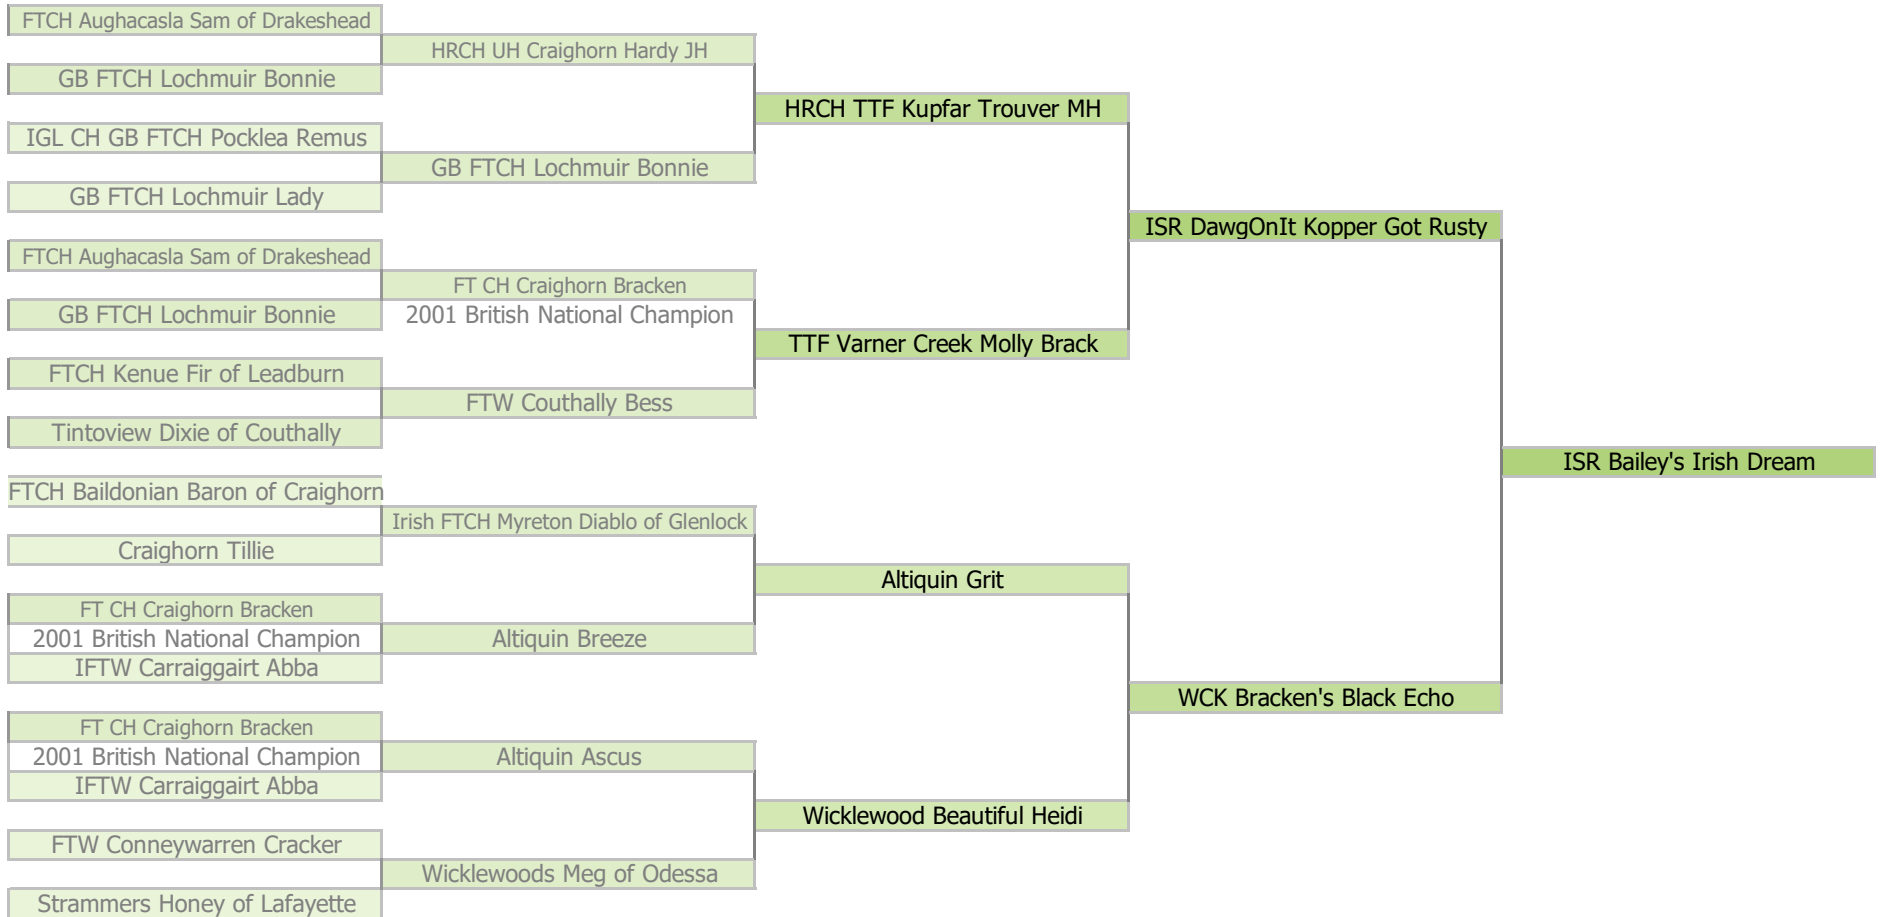 FTCH Aughacasla Sam of Drakeshead
HRCH UH Craighorn Hardy JH
GB FTCH Lochmuir Bonnie
HRCH TTF Kupfar Trouver MH
IGL CH GB FTCH Pocklea Remus
GB FTCH Lochmuir Bonnie
GB FTCH Lochmuir Lady
ISR DawgOnIt Kopper Got Rusty
FTCH Aughacasla Sam of Drakeshead
FT CH Craighorn Bracken
GB FTCH Lochmuir Bonnie
2001 British National Champion
TTF Varner Creek Molly Brack
FTCH Kenue Fir of Leadburn
FTW Couthally Bess
Tintoview Dixie of Couthally
ISR Bailey's Irish Dream
FTCH Baildonian Baron of Craighorn
Irish FTCH Myreton Diablo of Glenlock
Craighorn Tillie
Altiquin Grit
FT CH Craighorn Bracken
2001 British National Champion
Altiquin Breeze
IFTW Carraiggairt Abba
WCK Bracken's Black Echo
FT CH Craighorn Bracken
2001 British National Champion
Altiquin Ascus
IFTW Carraiggairt Abba
Wicklewood Beautiful Heidi
FTW Conneywarren Cracker
Wicklewoods Meg of Odessa
Strammers Honey of Lafayette